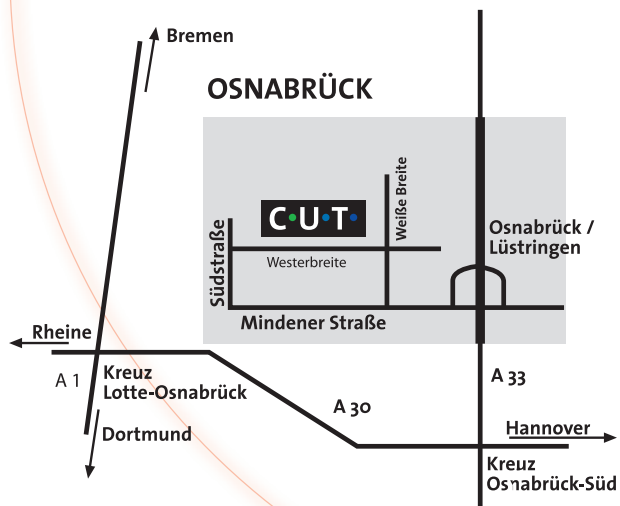 Bremen
OSNABRÜCK
C·U·T·
Weiße Breite
Südstraße
Westerbreite
Osnabrück /
Lüstringen
Mindener Straße
Rheine
A 1
Kreuz
Lotte-Osnabrück
A 30
A 33
Dortmund
Hannover
Kreuz
Osnabrück-Süd